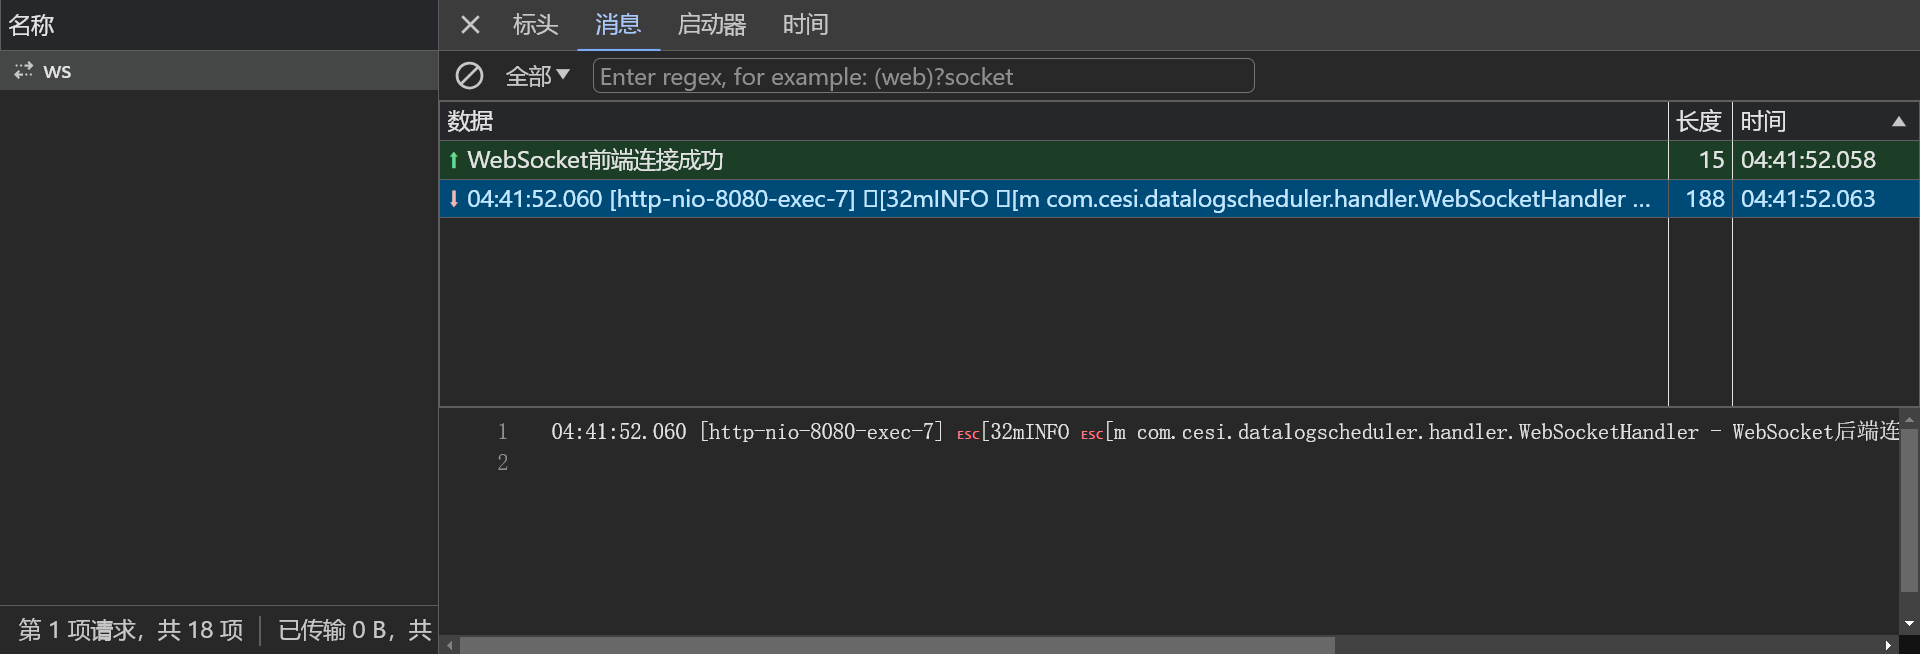 名称
标头 消息 启动器 时间
ws
全部 Enter regex, for example: (web)?socket
数据 长度 时间
WebSocket前端连接成功 15 04:41:52.058
04:41:52.060 [http-nio-8080-exec-7] [32mINFO [m com.cesi.datalogscheduler.handler.WebSocketHandler ... 188 04:41:52.063
1 04:41:52.060 [http-nio-8080-exec-7] ESC[32mINFO ESC[m com.cesi.datalogscheduler.handler.WebSocketHandler - WebSocket后端连
2
第 1 项请求，共 18 项 已传输 0 B，共